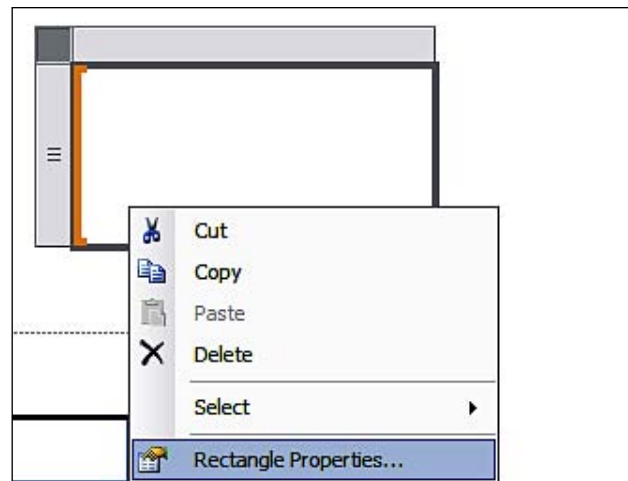 Cut
Copy
Paste
Delete
Select
Rectangle Properties...